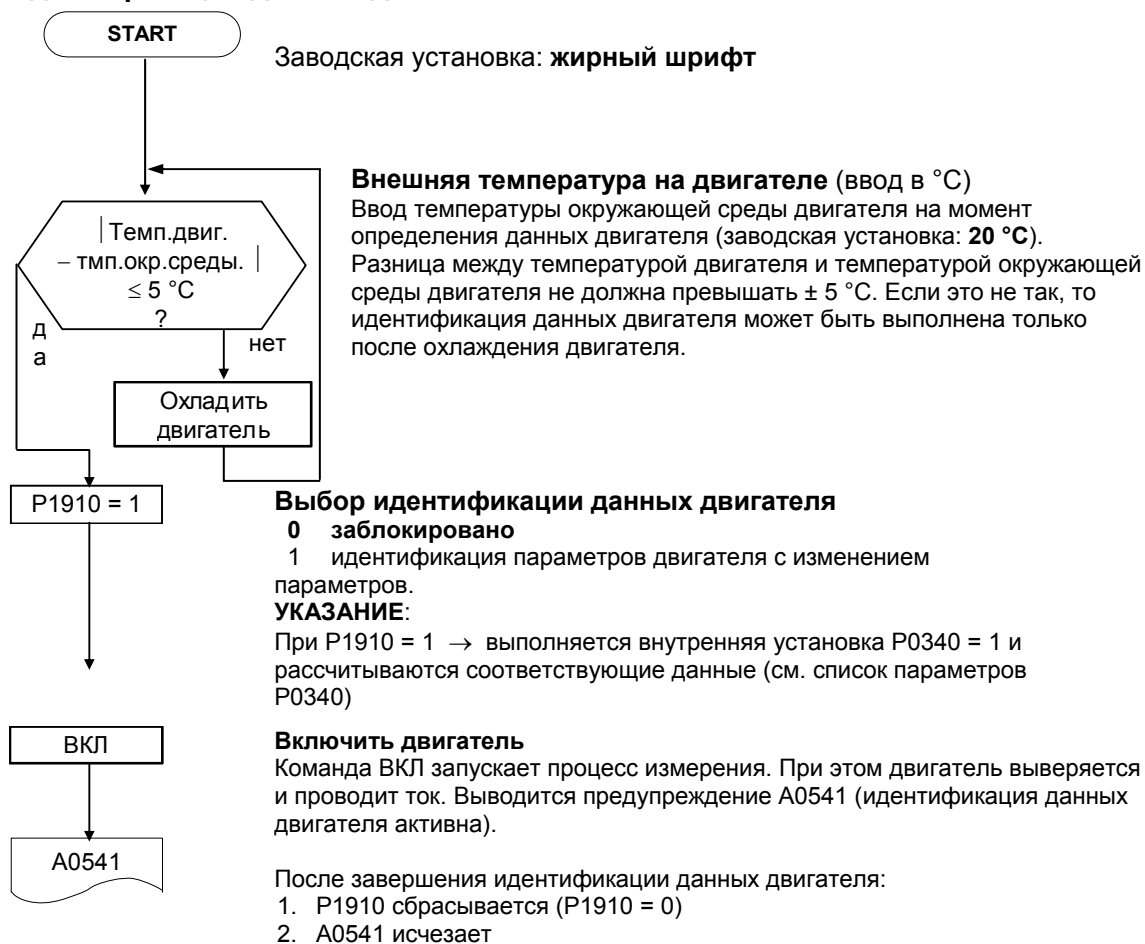 START
Заводская установка: жирный шрифт
Внешняя температура на двигателе (ввод в °C)
Ввод температуры окружающей среды двигателя на момент
определения данных двигателя (заводская установка: 20 °C).
Разница между температурой двигателя и температурой окружающей
среды двигателя не должна превышать ± 5 °C. Если это не так, то
идентификация данных двигателя может быть выполнена только
после охлаждения двигателя.
| Темп.двиг.
– тмп.окр.среды. |
≤ 5 °C
?
д
а
нет
Охладить
двигатель
P1910 = 1
Выбор идентификации данных двигателя
0 заблокировано
1 идентификация параметров двигателя с изменением
параметров.
УКАЗАНИЕ:
При P1910 = 1 → выполняется внутренняя установка P0340 = 1 и
рассчитываются соответствующие данные (см. список параметров
P0340)
ВКЛ
Включить двигатель
Команда ВКЛ запускает процесс измерения. При этом двигатель выверяется
и проводит ток. Выводится предупреждение A0541 (идентификация данных
двигателя активна).
A0541
После завершения идентификации данных двигателя:
1. P1910 сбрасывается (P1910 = 0)
2. A0541 исчезает